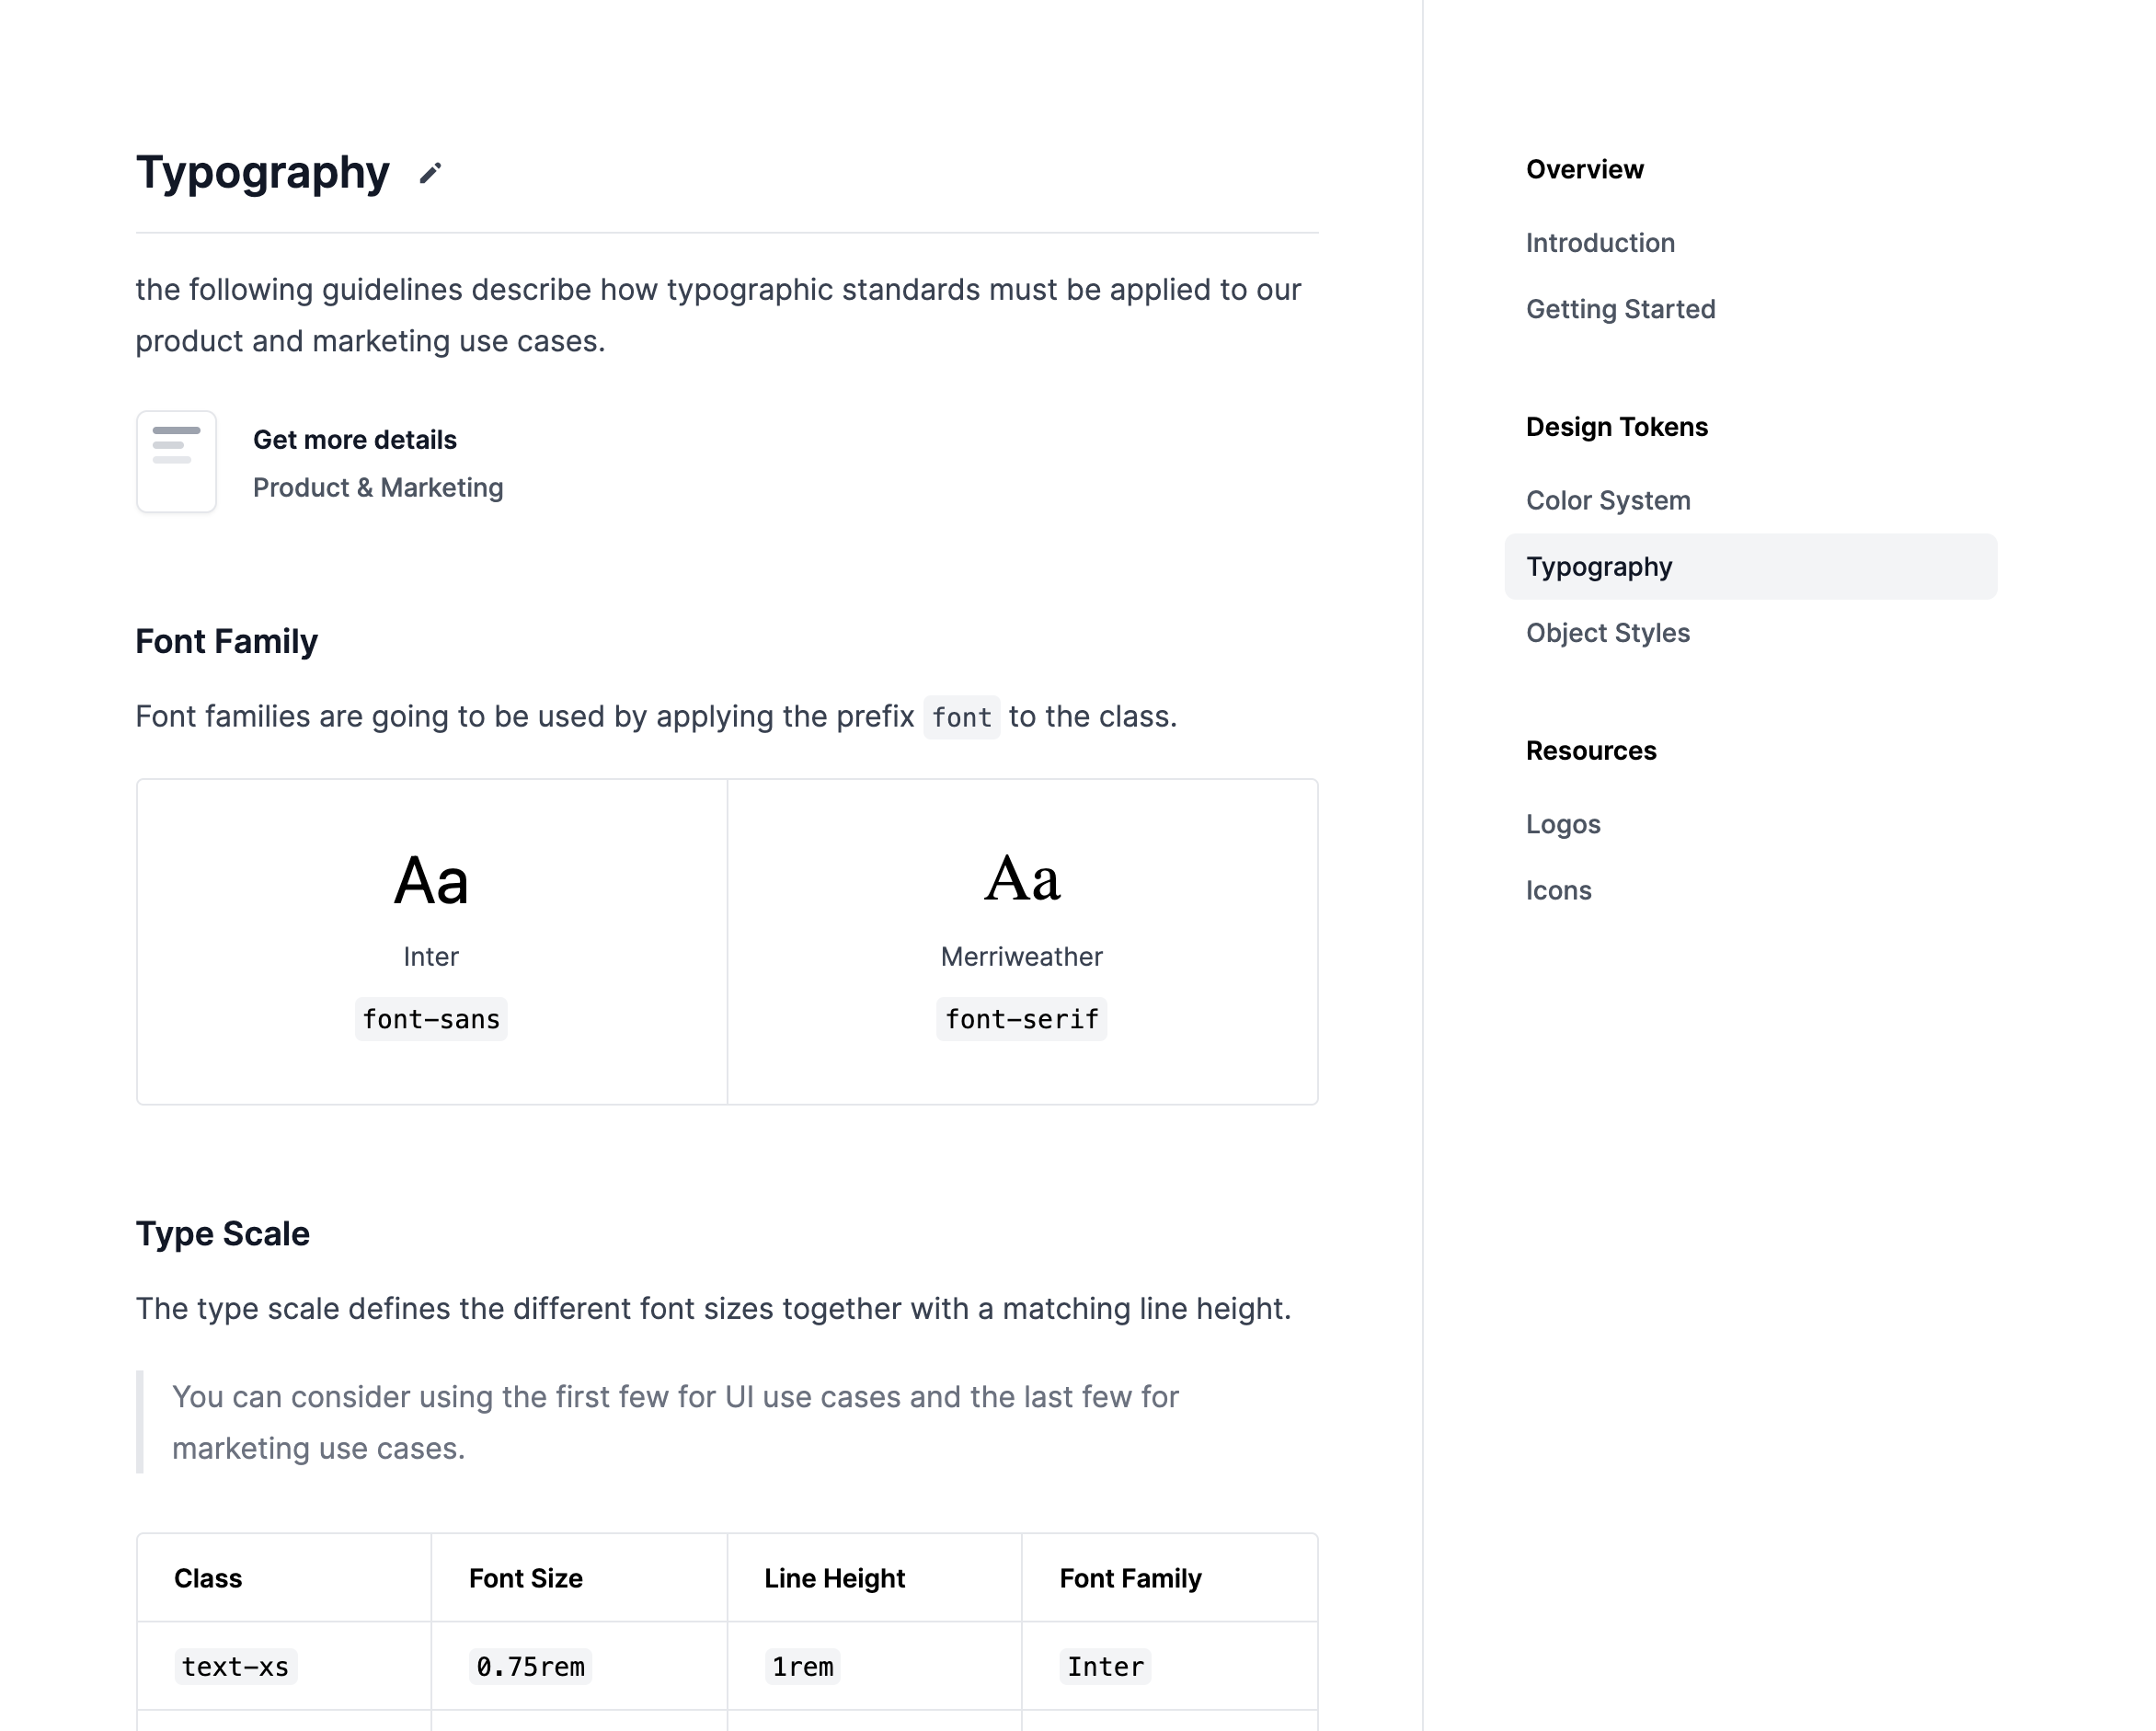 Typography
the following guidelines describe how typographic standards must be applied to our
product and marketing use cases.
Get more details
Product & Marketing
Font Family
Font families are going to be used by applying the prefix font to the class.
Aa
Inter
font-sans
Aa
Merriweather
font-serif
Type Scale
The type scale defines the different font sizes together with a matching line height.
You can consider using the first few for UI use cases and the last few for
marketing use cases.
Class Font Size Line Height Font Family
text-xs 0.75rem 1rem Inter
Overview
Introduction
Getting Started
Design Tokens
Color System
Typography
Object Styles
Resources
Logos
Icons